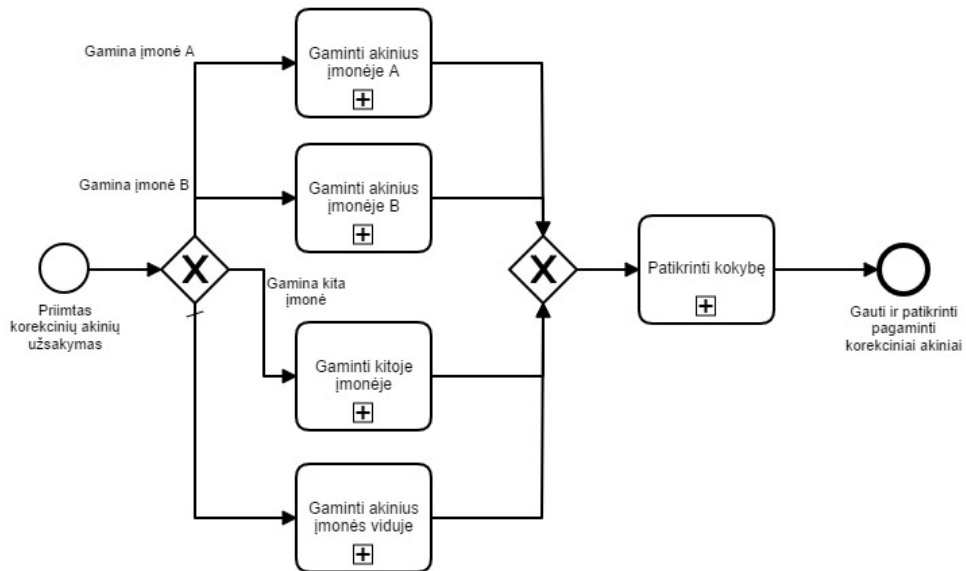 Gamina įmonė A
Gaminti akinius
įmonėje A
Gamina įmonė B
Gaminti akinius
įmonėje B
Priimtas
korekcinių akinių
užsakymas
Gamina kita
įmonė
Gaminti kitoje
įmonėje
Gaminti akinius
įmonės viduje
Patikrinti kokybę
Gauti ir patikrinti
pagaminti
korekciniai akiniai